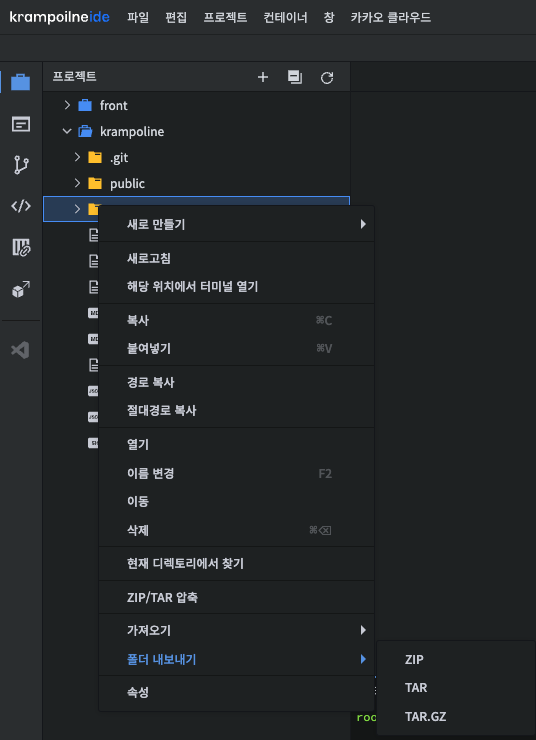 krampoilneide 파일 편집 프로젝트 컨테이너 창 카카오 클라우드
프로젝트
front
krampoline
.git
public
새로 만들기
새로고침
해당 위치에서 터미널 열기
복사 ⌘C
붙여넣기 ⌘V
경로 복사
절대경로 복사
열기
이름 변경 F2
이동
삭제 ⌘⌫
현재 디렉토리에서 찾기
ZIP/TAR 압축
가져오기
폴더 내보내기
속성
ZIP
TAR
TAR.GZ
roo